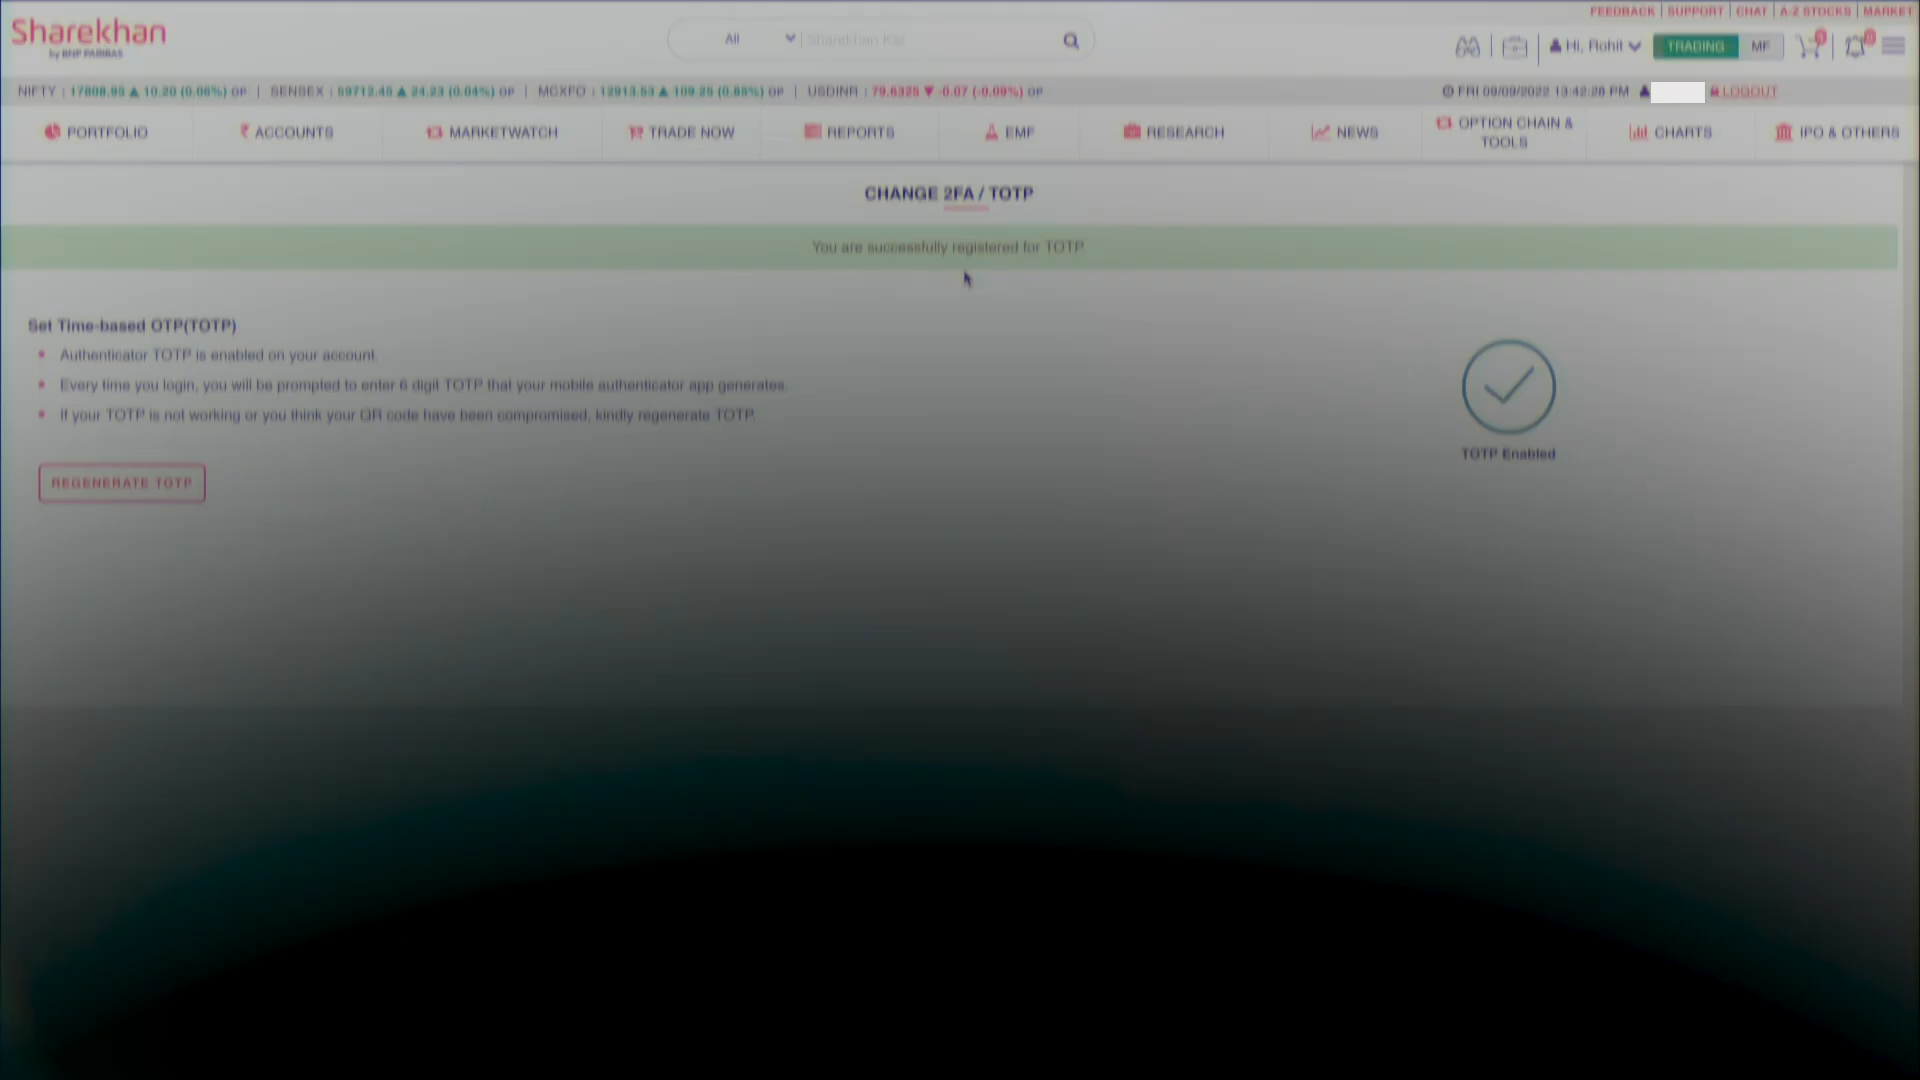 FEEDBACK | SUPPORT | CHAT | A-Z STOCKS | MARKET
Sharekhan
by BNP PARIBAS
All
Sharekhan Kar
Hi, Rohit
TRADING MF
NIFTY : 17808.95 ▲ 10.20 (0.06%) OP | SENSEX : 59712.45 ▲ 24.23 (0.04%) OP | MCXFO : 12913.53 ▲ 109.25 (0.85%) OP | USDINR : 79.6325 ▼ -0.07 (-0.09%) OP
FRI 09/09/2022 13:42:28 PM LOGOUT
PORTFOLIO
ACCOUNTS
MARKETWATCH
TRADE NOW
REPORTS
EMF
RESEARCH
NEWS
OPTION CHAIN &
TOOLS
CHARTS
IPO & OTHERS
CHANGE 2FA / TOTP
You are successfully registered for TOTP
Set Time-based OTP(TOTP)
Authenticator TOTP is enabled on your account.
Every time you login, you will be prompted to enter 6 digit TOTP that your mobile authenticator app generates.
If your TOTP is not working or you think your QR code have been compromised, kindly regenerate TOTP.
TOTP Enabled
REGENERATE TOTP